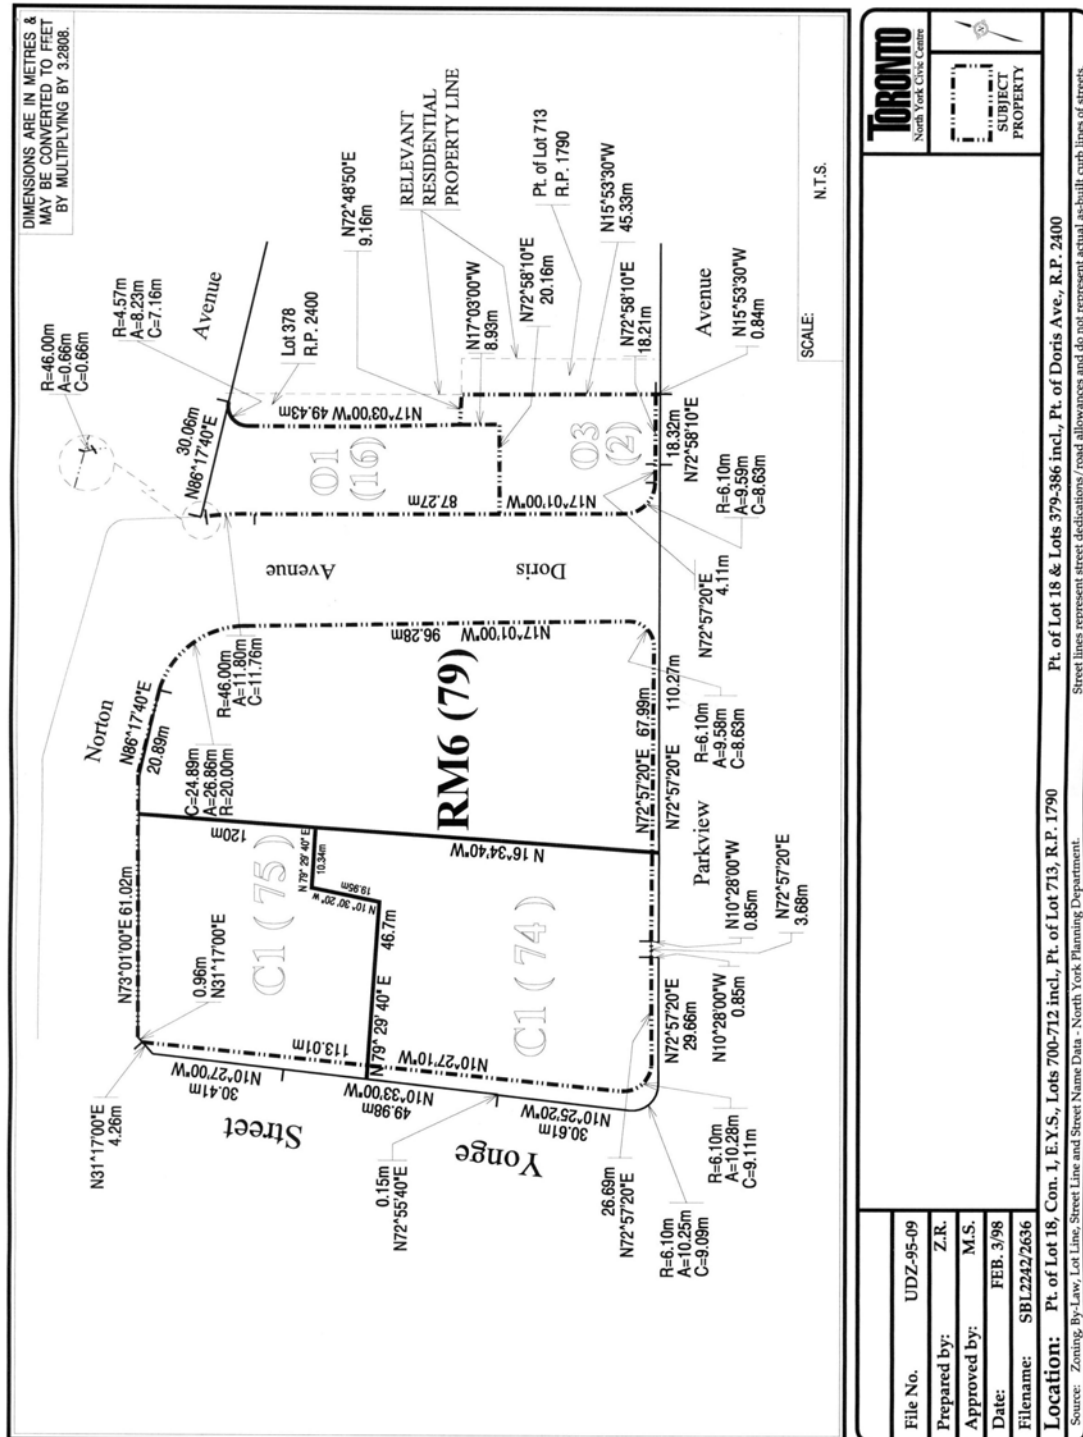 DIMENSIONS ARE IN METRES &
MAY BE CONVERTED TO FEET
BY MULTIPLYING BY 3.2808.
R=46.00m
A=0.66m
C=0.66m
R=4.57m
A=8.23m
C=7.16m
Avenue
30.06m
N86^17'40"E
Lot 378
R.P. 2400
N72^48'50"E
9.16m
RELEVANT
RESIDENTIAL
PROPERTY LINE
N17^03'00"W 49.43m
O1
(16)
N17^03'00"W
8.93m
N72^58'10"E
20.16m
Pt. of Lot 713
R.P. 1790
N15^53'30"W
45.33m
87.27m
N17^01'00"W
O3
(2)
N72^58'10"E
18.21m
Avenue
N15^53'30"W
0.84m
18.32m
N72^58'10"E
R=6.10m
A=9.59m
C=8.63m
N72^57'20"E
4.11m
Avenue
Doris
Norton
N86^17'40"E
20.89m
R=46.00m
A=11.80m
C=11.76m
C=24.89m
A=26.86m
R=20.00m
96.28m
N17^01'00"W
RM6 (79)
N72^57'20"E 67.99m
N72^57'20"E
110.27m
R=6.10m
A=9.58m
C=8.63m
Parkview
N73^01'00"E 61.02m
120m
N 16^34'40"W
C1 ( 75 )
N 79^ 29' 40" E
10.34m
19.95m
N 10^ 30' 20" W
46.7m
N 79^ 29' 40" E
C1 ( 74 )
N10^28'00"W
0.85m
N72^57'20"E
3.68m
N10^28'00"W
0.85m
N72^57'20"E
29.66m
0.96m
N31^17'00"E
N31^17'00"E
4.26m
113.01m
N10^27'10"W
N10^27'00"W
30.41m
N10^33'00"W
49.98m
N10^25'20"W
30.61m
Street
Yonge
0.15m
N72^55'40"E
26.69m
N72^57'20"E
R=6.10m
A=10.28m
C=9.11m
R=6.10m
A=10.25m
C=9.09m
SCALE:
N.T.S.
TORONTO
North York Civic Centre
N
SUBJECT
PROPERTY
File No. UDZ-95-09
Prepared by: Z.R.
Approved by: M.S.
Date: FEB. 3/98
Filename: SBL2242/2636
Location: Pt. of Lot 18, Con. 1, E.Y.S., Lots 700-712 incl., Pt. of Lot 713, R.P. 1790 Pt. of Lot 18 & Lots 379-386 incl., Pt. of Doris Ave., R.P. 2400
Source: Zoning, By-Law, Lot Line, Street Line and Street Name Data - North York Planning Department. Street lines represent street dedications/road allowances and do not represent actual as-built curb lines of streets.